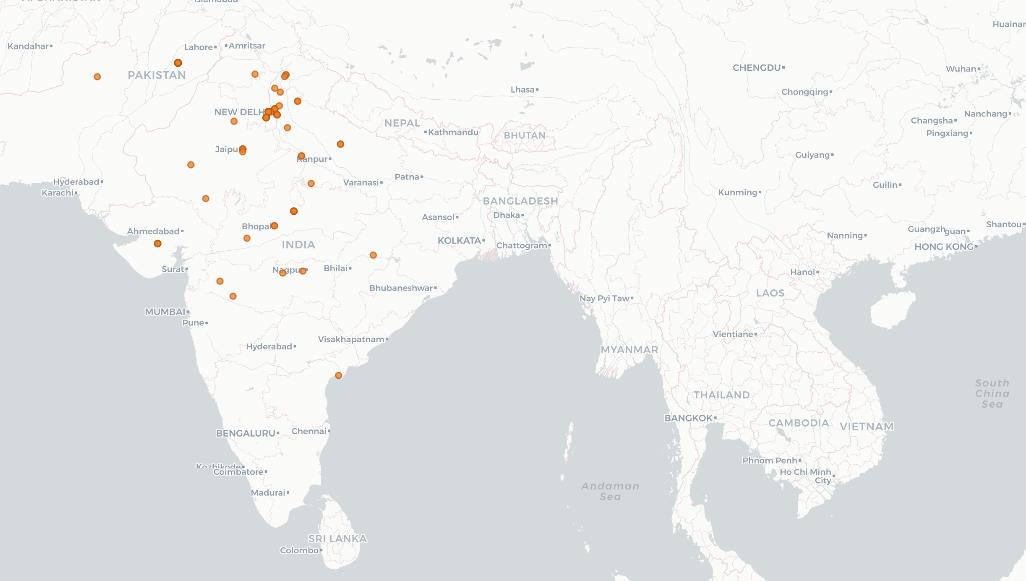 Islamabad
Huainan
Kandahar
Lahore
Amritsar
PAKISTAN
CHENGDU
Wuhan
Lhasa
Chongqing
NEW DELHI
NEPAL
Kathmandu
BHUTAN
Changsha
Nanchang
Pingxiang
Jaipur
Kanpur
Guiyang
Hyderabad
Karachi
Varanasi
Patna
Kunming
Guilin
BANGLADESH
Asansol
Dhaka
Ahmedabad
Bhopal
INDIA
KOLKATA
Chattogram
Nanning
Shantou
HONG KONG
Surat
Nagpur
Bhilai
Hanoi
Bhubaneshwar
Nay Pyi Taw
LAOS
MUMBAI
Pune
Visakhapatnam
Hyderabad
Vientiane
MYANMAR
South
China
Sea
THAILAND
BANGKOK
CAMBODIA
VIETNAM
BENGALURU
Chennai
Kozhikode
Coimbatore
Phnom Penh
Ho Chi Minh
City
Madurai
Andaman
Sea
SRI LANKA
Colombo